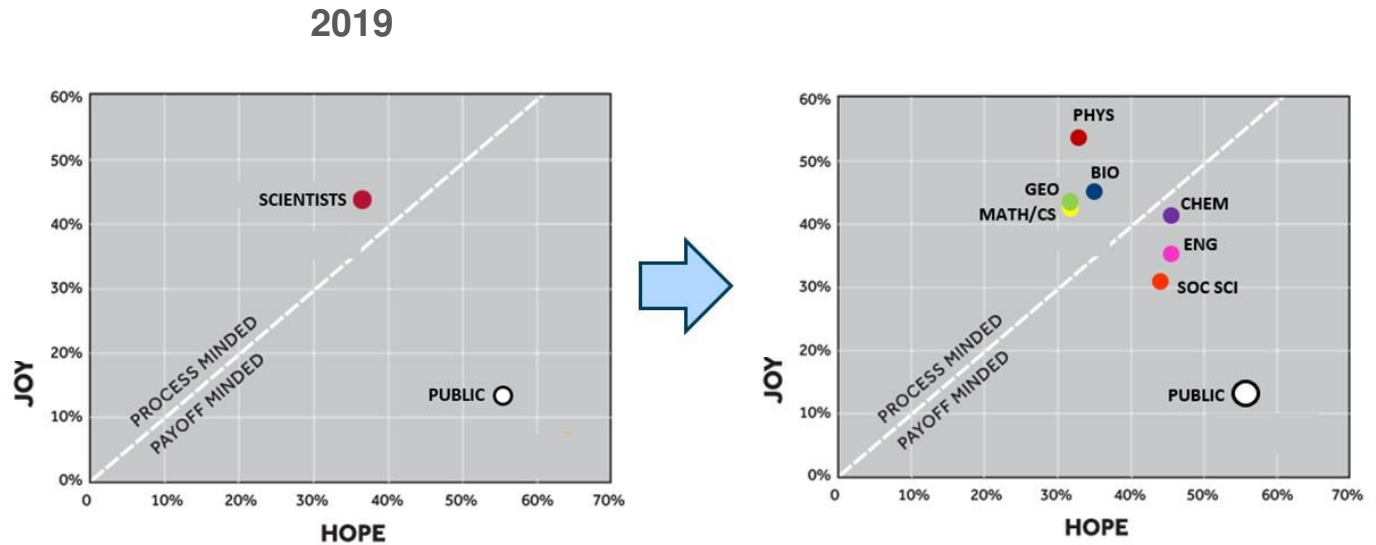 2019
60%
50%
40%
30%
20%
10%
0%
JOY
SCIENTISTS
PUBLIC
PROCESS MINDED
PAYOFF MINDED
0 10% 20% 30% 40% 50% 60% 70%
HOPE
60%
50%
40%
30%
20%
10%
0%
JOY
PHYS
BIO
GEO
MATH/CS
CHEM
ENG
SOC SCI
PUBLIC
PROCESS MINDED
PAYOFF MINDED
0 10% 20% 30% 40% 50% 60% 70%
HOPE